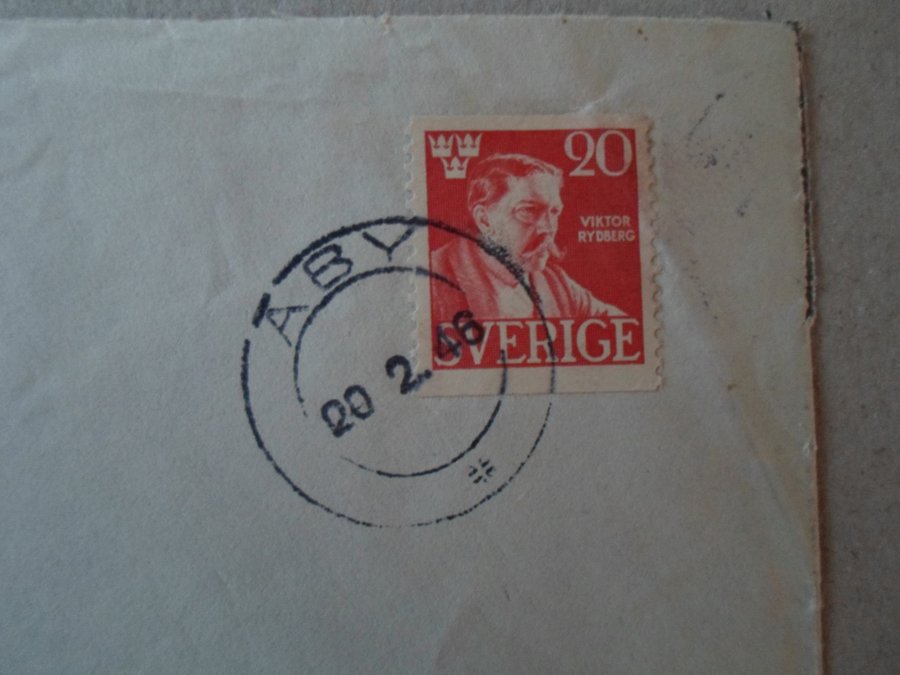 20
VIKTOR
RYDBERG
SVERIGE
ÅBY
20 2.46